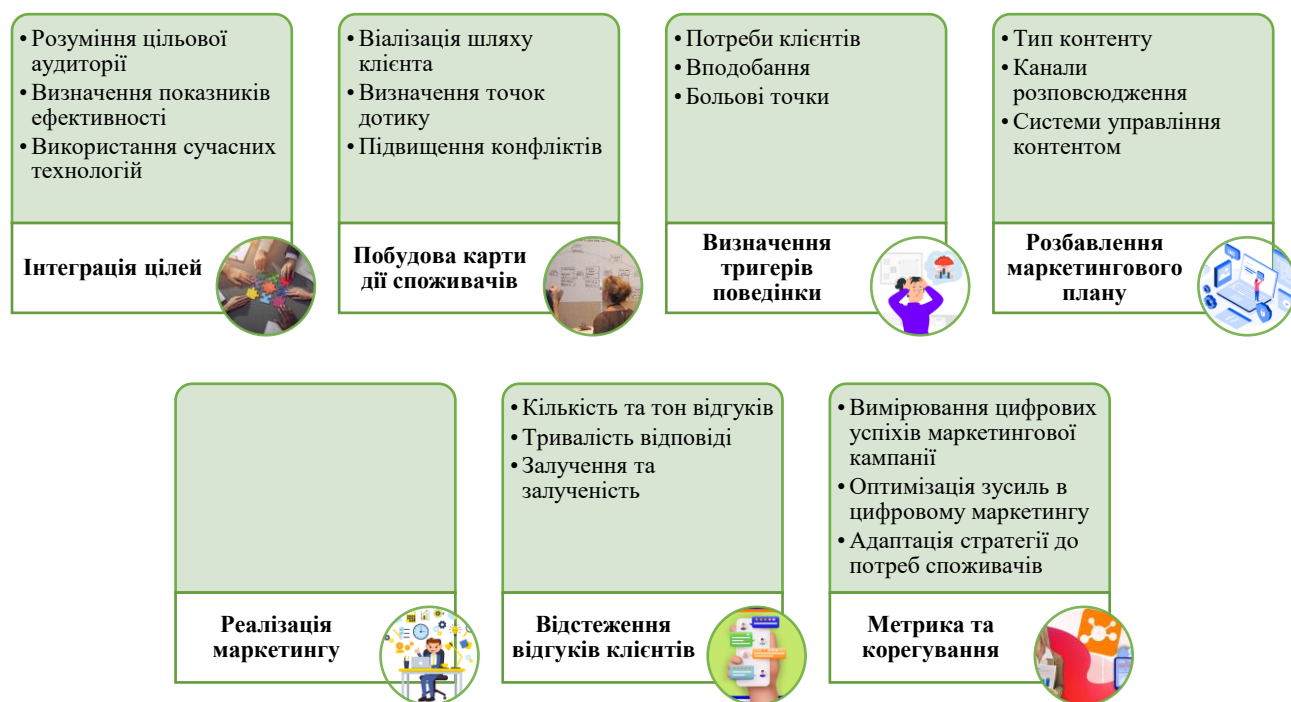 • Розуміння цільової
аудиторії
• Визначення показників
ефективності
• Використання сучасних
технологій
Інтеграція цілей
• Віалізація шляху
клієнта
• Визначення точок
дотику
• Підвищення конфліктів
Побудова карти
дії споживачів
• Потреби клієнтів
• Вподобання
• Больові точки
Визначення
тригерів
поведінки
• Тип контенту
• Канали
розповсюдження
• Системи управління
контентом
Розбавлення
маркетингового
плану
Реалізація
маркетингу
• Кількість та тон відгуків
• Тривалість відповіді
• Залучення та
залученість
Відстеження
відгуків клієнтів
• Вимірювання цифрових
успіхів маркетингової
кампанії
• Оптимізація зусиль в
цифровому маркетингу
• Адаптація стратегії до
потреб споживачів
Метрика та
корегування